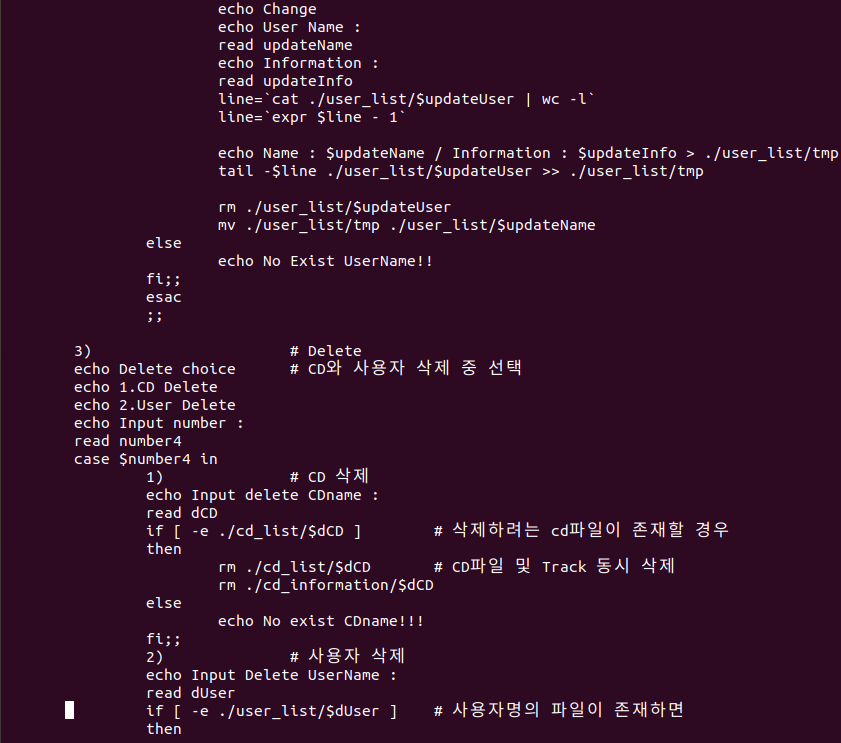 echo Change
echo User Name :
read updateName
echo Information :
read updateInfo
line=`cat ./user_list/$updateUser | wc -l`
line=`expr $line - 1`
echo Name : $updateName / Information : $updateInfo > ./user_list/tmp
tail -$line ./user_list/$updateUser >> ./user_list/tmp
rm ./user_list/$updateUser
mv ./user_list/tmp ./user_list/$updateName
else
echo No Exist UserName!!
fi;;
esac
;;
3) # Delete
echo Delete choice # CD와 사용자 삭제 중 선택
echo 1.CD Delete
echo 2.User Delete
echo Input number :
read number4
case $number4 in
1) # CD 삭제
echo Input delete CDname :
read dCD
if [ -e ./cd_list/$dCD ] # 삭제하려는 cd파일이 존재할 경우
then
rm ./cd_list/$dCD # CD파일 및 Track 동시 삭제
rm ./cd_information/$dCD
else
echo No exist CDname!!!
fi;;
2) # 사용자 삭제
echo Input Delete UserName :
read dUser
if [ -e ./user_list/$dUser ] # 사용자명의 파일이 존재하면
then